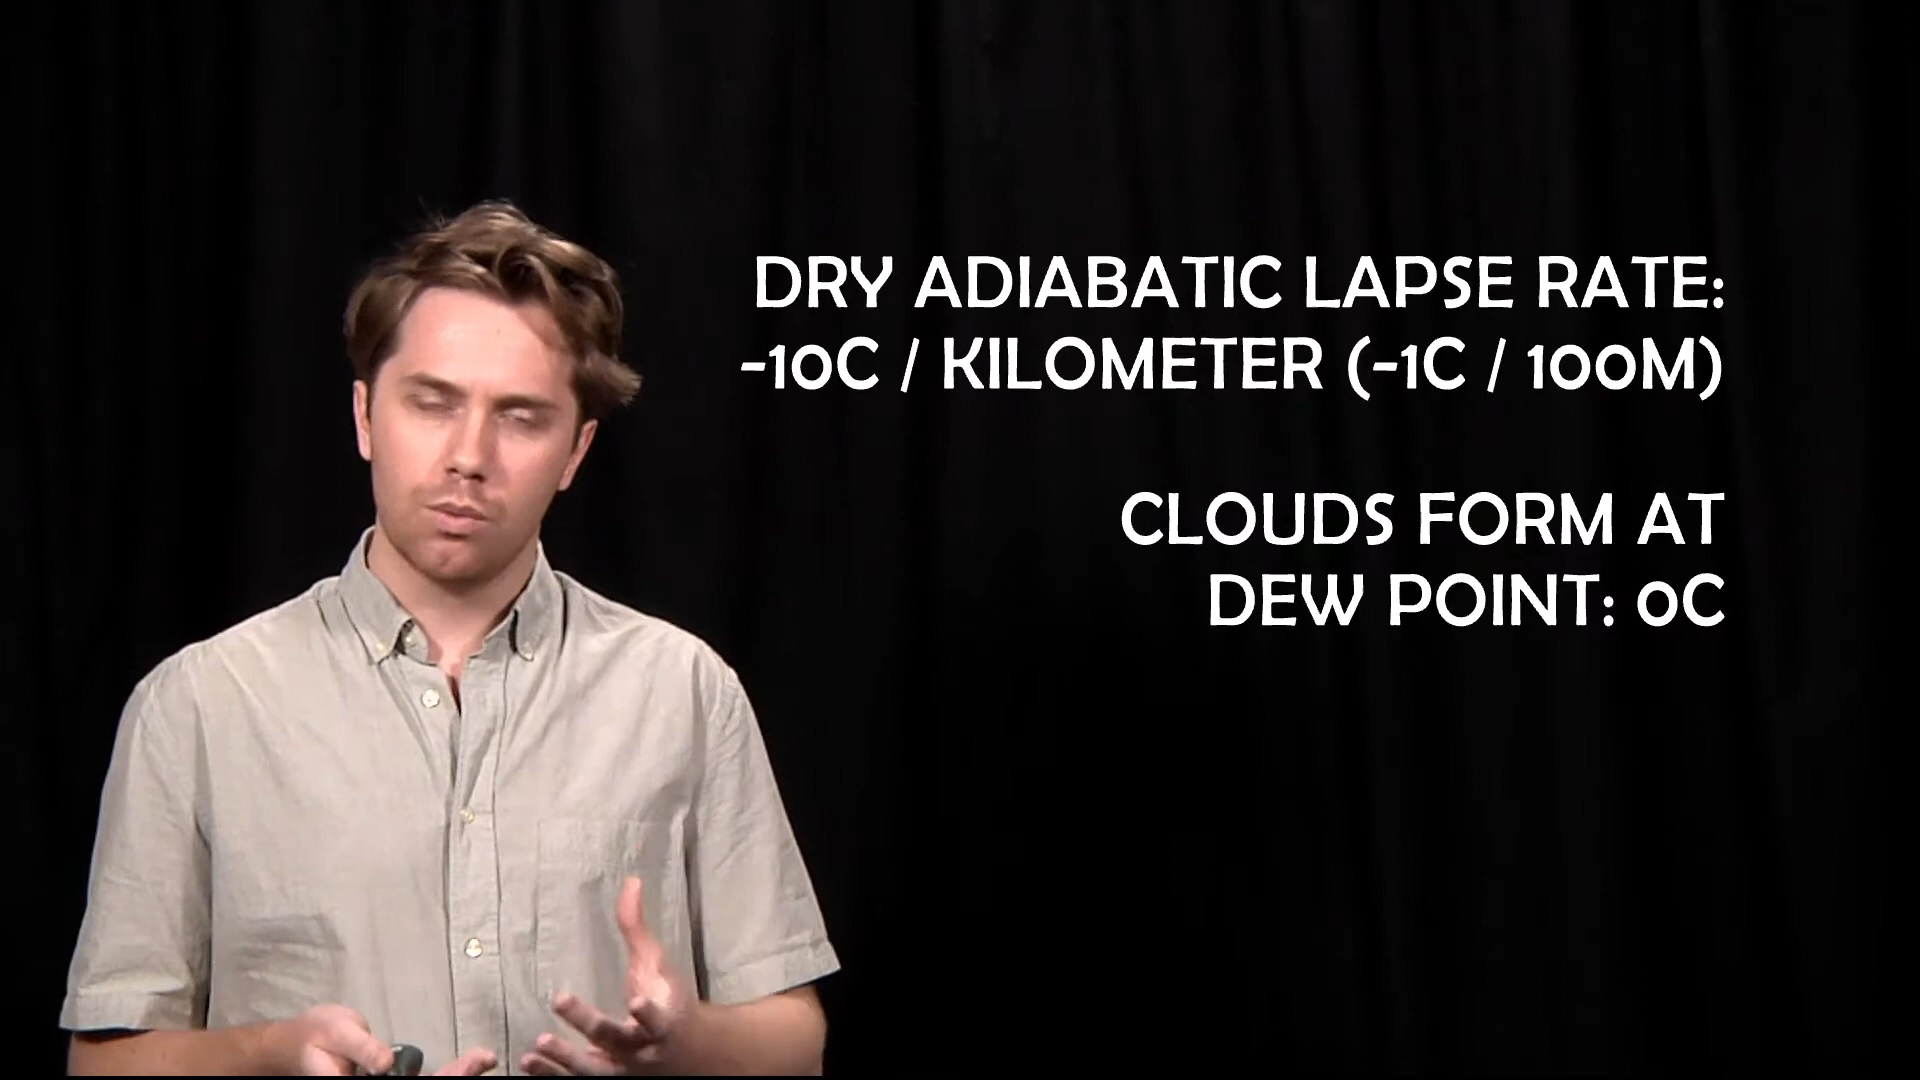 DRY ADIABATIC LAPSE RATE:
-10C / KILOMETER (-1C / 100M)
CLOUDS FORM AT
DEW POINT: 0C